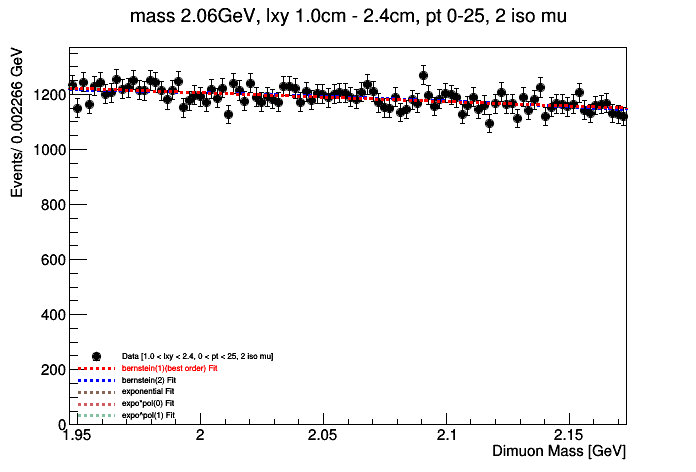 mass 2.06GeV, lxy 1.0cm - 2.4cm, pt 0-25, 2 iso mu
Events/ 0.002266 GeV
1200
1000
800
600
400
200
0
Data [1.0 < lxy < 2.4, 0 < pt < 25, 2 iso mu]
bernstein(1)(best order) Fit
bernstein(2) Fit
exponential Fit
expo*pol(0) Fit
expo*pol(1) Fit
1.95 2 2.05 2.1 2.15
Dimuon Mass [GeV]